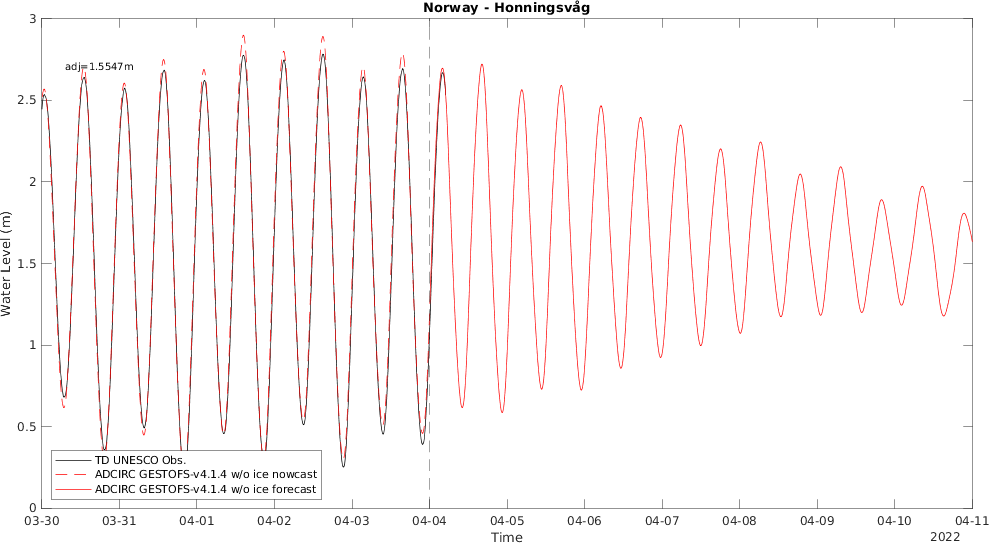 Norway - Honningsvåg
adj=1.5547m
3
2.5
2
1.5
1
0.5
0
Water Level (m)
TD UNESCO Obs.
ADCIRC GESTOFS-v4.1.4 w/o ice nowcast
ADCIRC GESTOFS-v4.1.4 w/o ice forecast
03-30 03-31 04-01 04-02 04-03 04-04 04-05 04-06 04-07 04-08 04-09 04-10 04-11
Time
2022